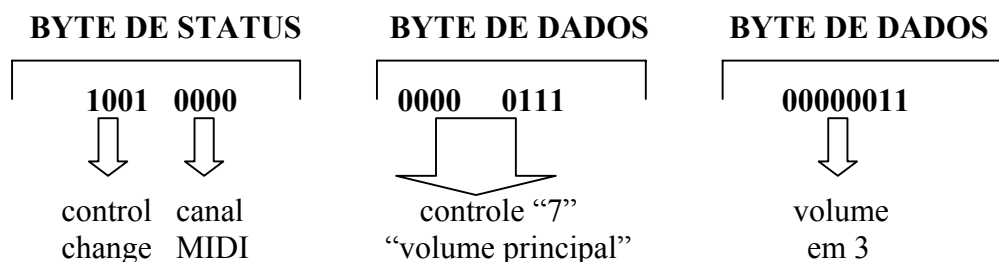 BYTE DE STATUS BYTE DE DADOS BYTE DE DADOS
1001 0000 0000 0111 00000011
control canal controle “7” volume
change MIDI “volume principal” em 3